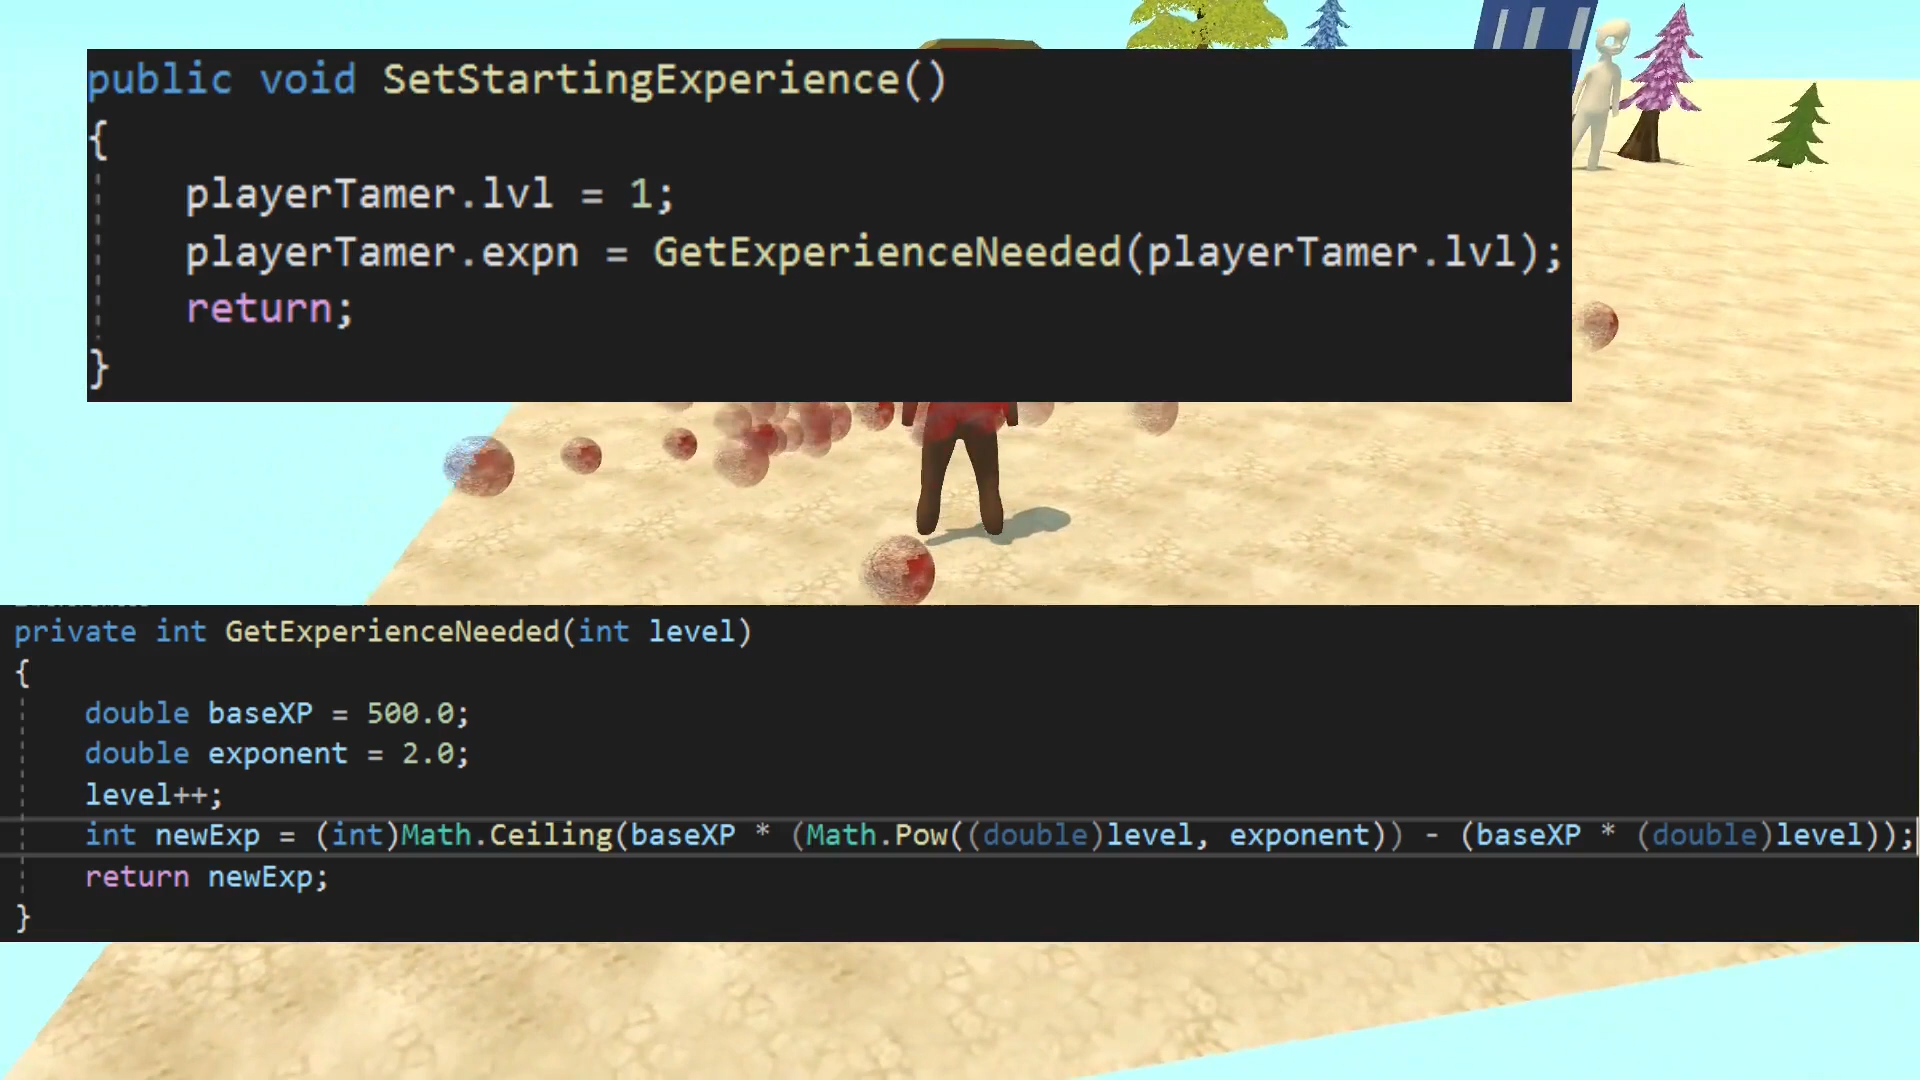 public void SetStartingExperience()
{
playerTamer.lvl = 1;
playerTamer.expn = GetExperienceNeeded(playerTamer.lvl);
return;
}
private int GetExperienceNeeded(int level)
{
double baseXP = 500.0;
double exponent = 2.0;
level++;
int newExp = (int)Math.Ceiling(baseXP * (Math.Pow((double)level, exponent)) - (baseXP * (double)level));
return newExp;
}